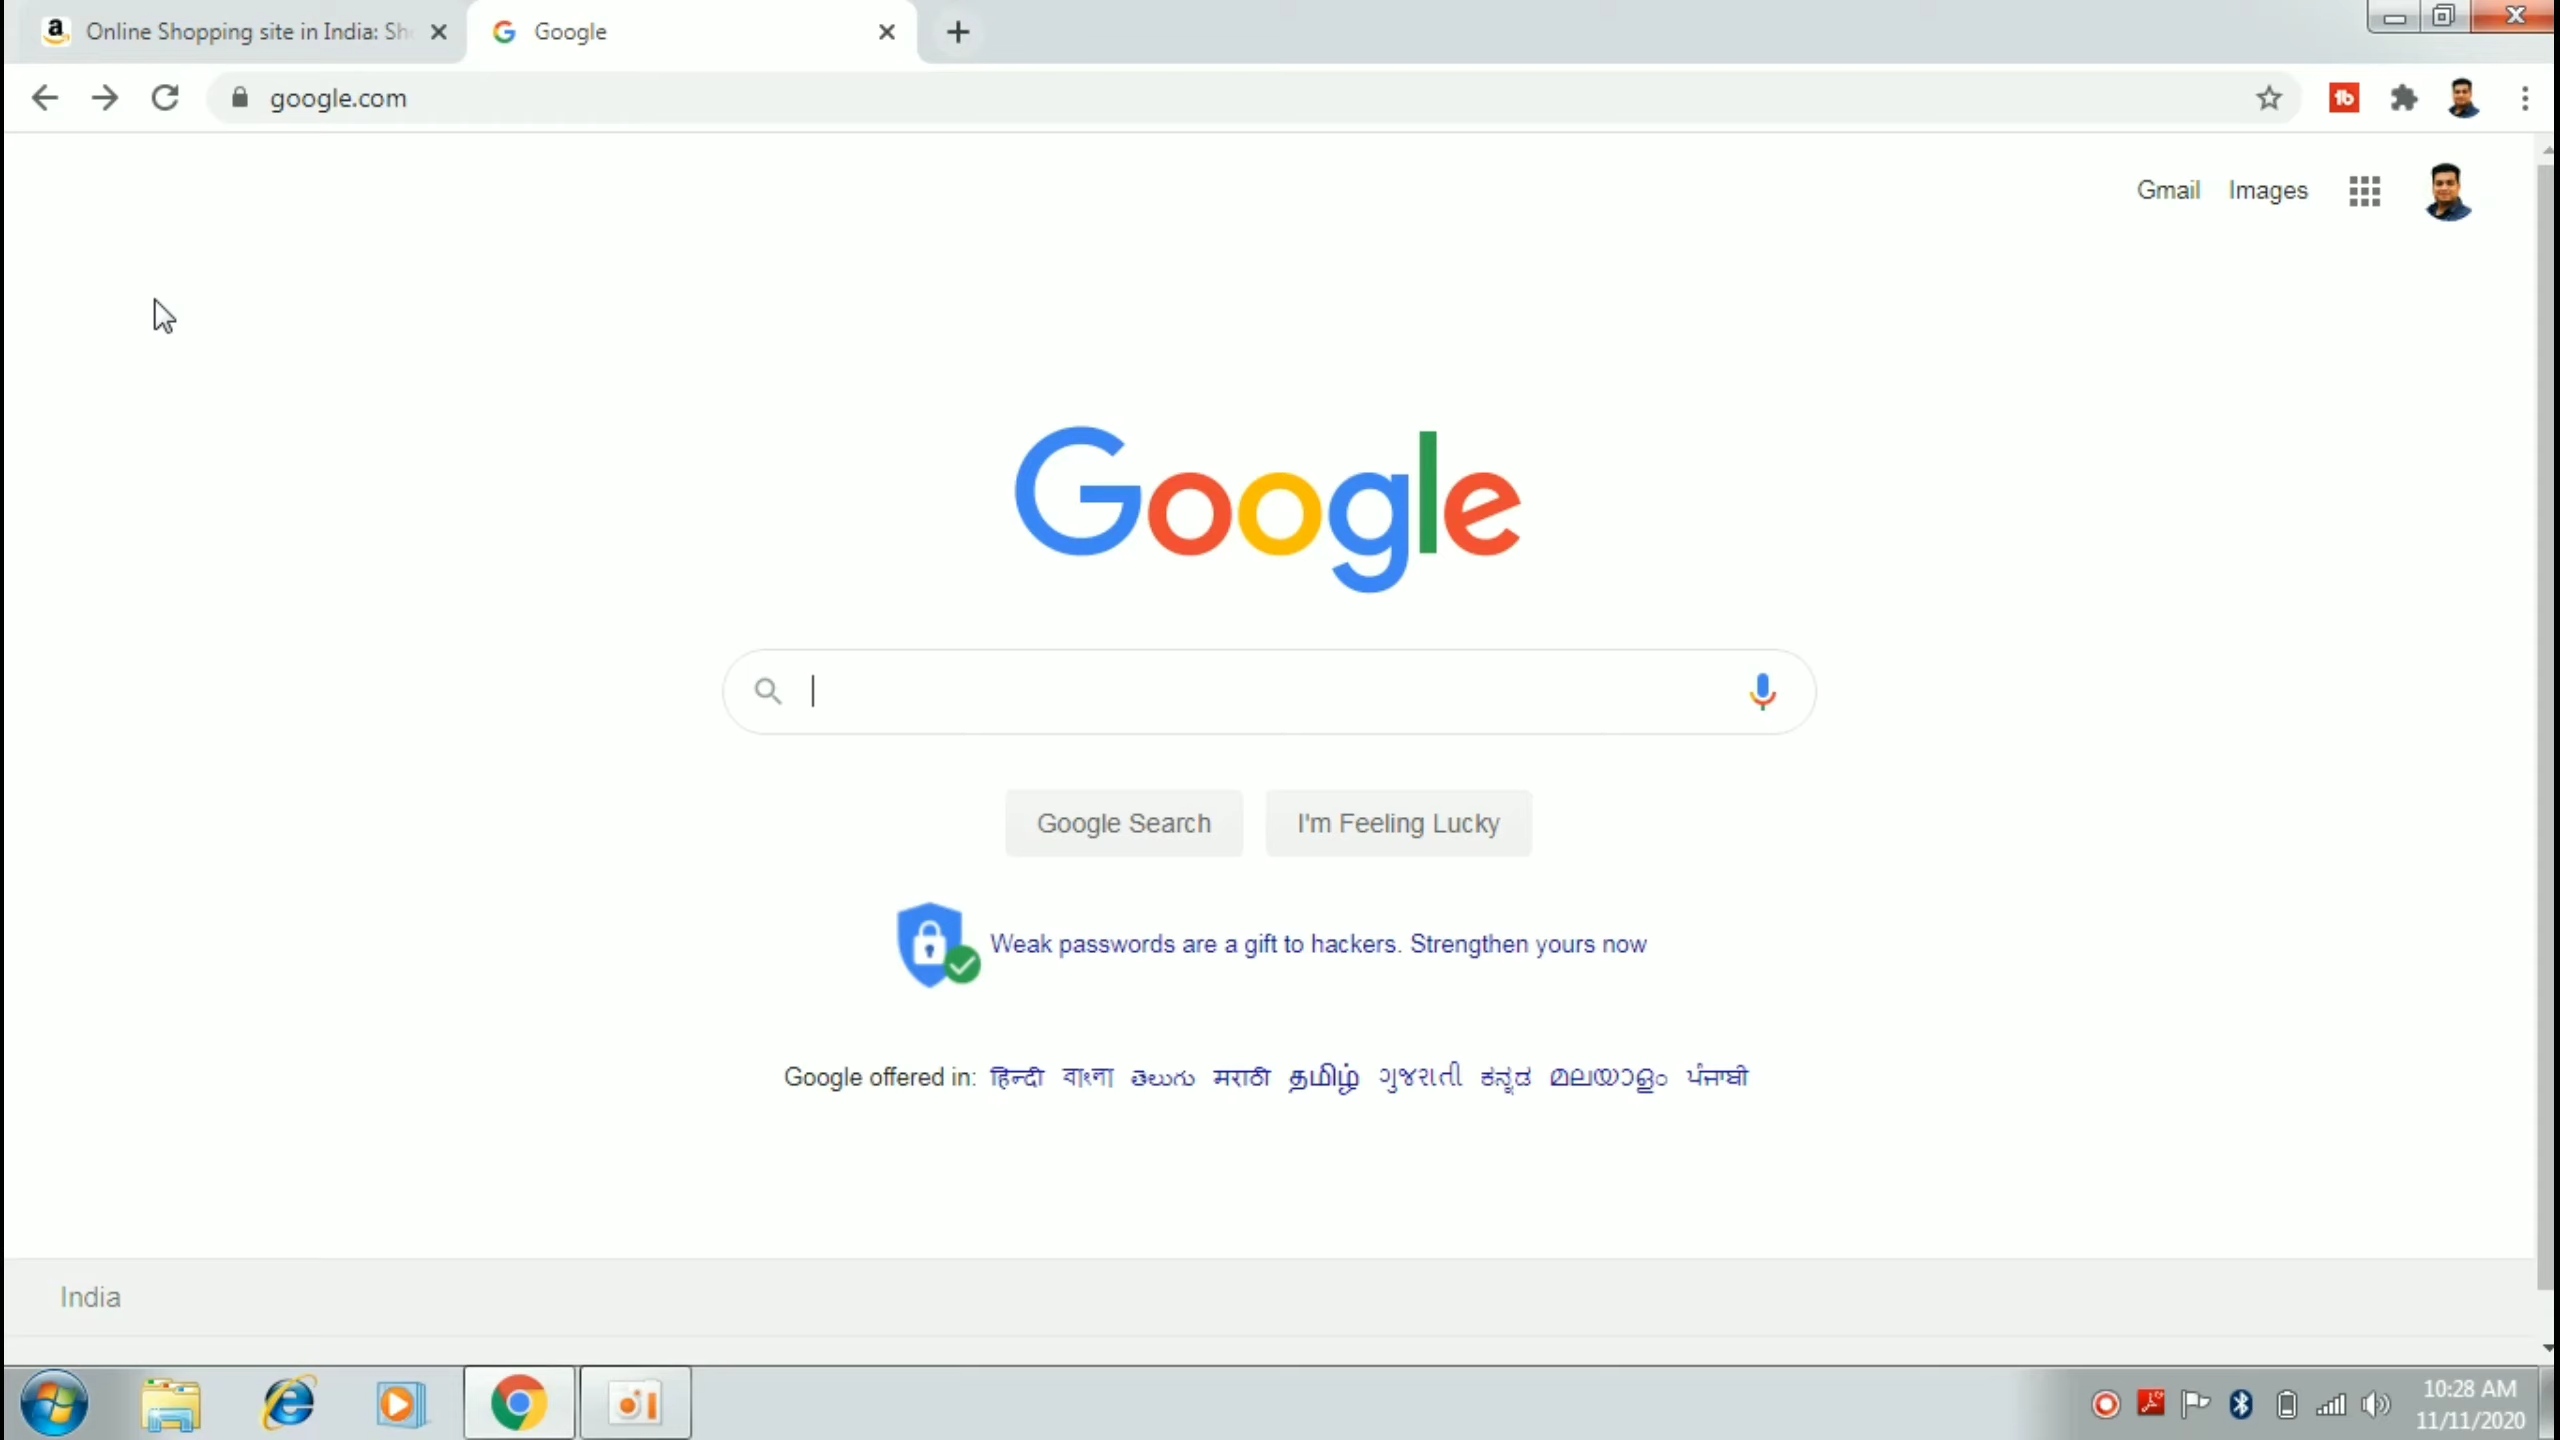 Online Shopping site in India: Sh
Google
google.com
Gmail Images
Google
Google Search I'm Feeling Lucky
Weak passwords are a gift to hackers. Strengthen yours now
Google offered in: हिन्दी বাংলা తెలుగు मराठी தமிழ் ગુજરાતી ಕನ್ನಡ മലയാളം ਪੰਜਾਬੀ
India
10:28 AM
11/11/2020